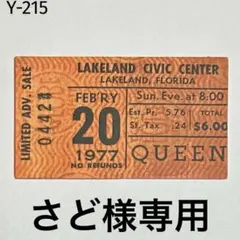 Y-215
LIMITED ADV. SALE
04424
LAKELAND CIVIC CENTER
LAKELAND, FLORIDA
FEB'RY
20
1977
NO REFUNDS
Sun. Eve. at 8:00
Est. Pr. 5.76
St. Tax .24
TOTAL
$6.00
QUEEN
さど様専用